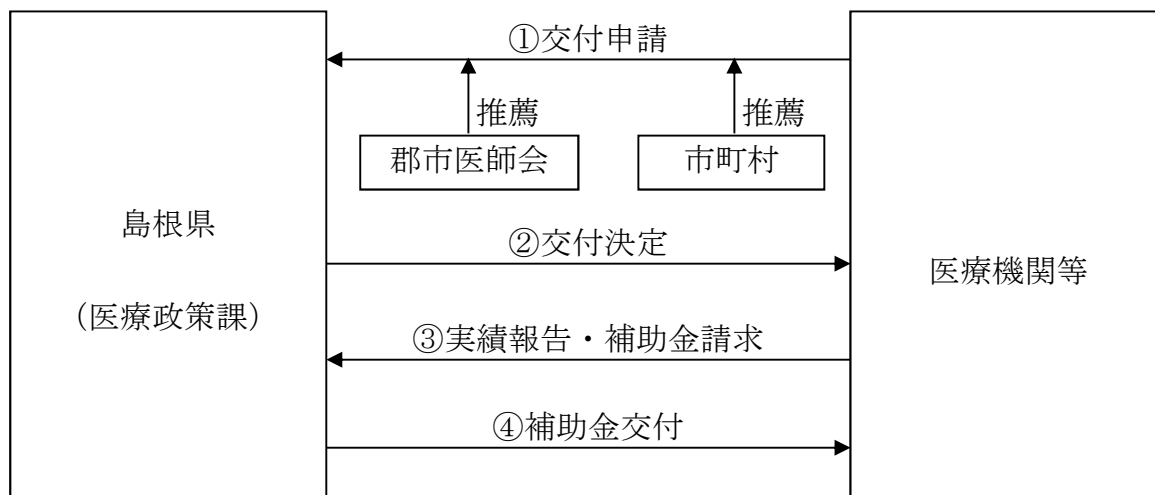 ①交付申請
推薦
推薦
郡市医師会
市町村
島根県
（医療政策課）
②交付決定
医療機関等
③実績報告・補助金請求
④補助金交付